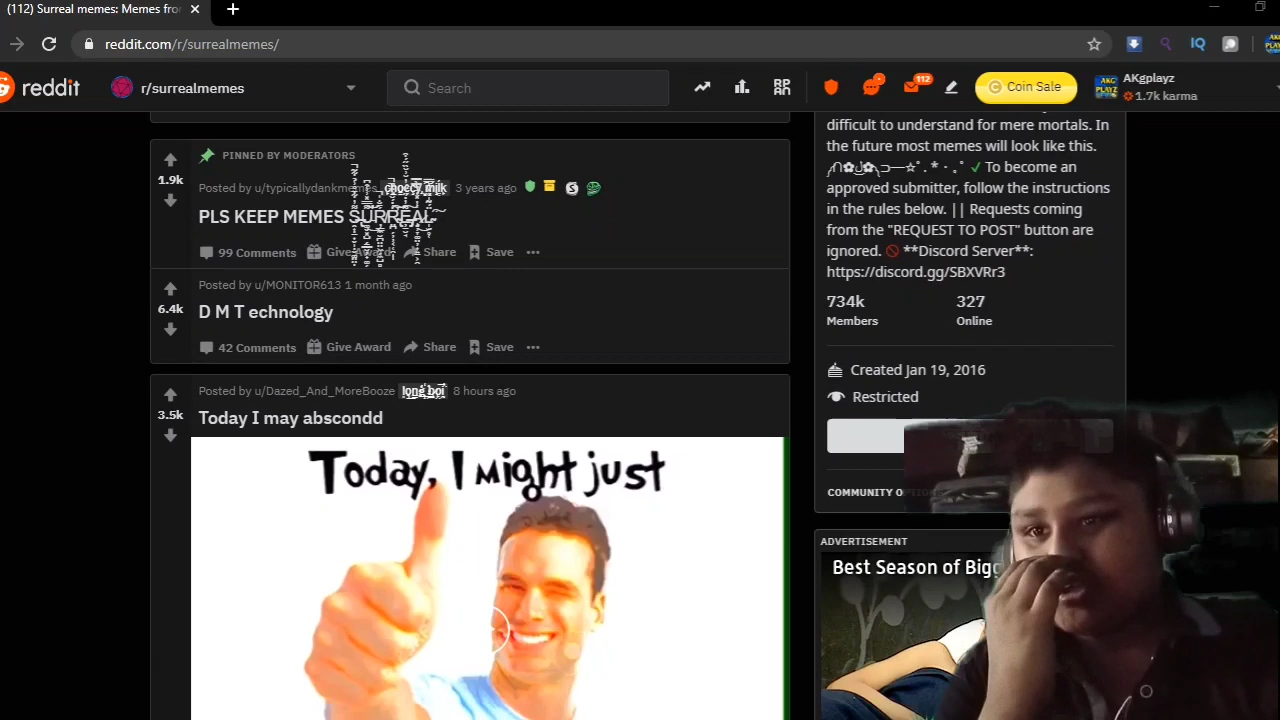 (112) Surreal memes: Memes fro
reddit.com/r/surrealmemes/
reddit
r/surrealmemes
Search
112
Coin Sale
AKgplayz
1.7k karma
1.9k
PINNED BY MODERATORS
Posted by u/typicallydankmemes choccy milk 3 years ago
PLS KEEP MEMES SURREAL
99 Comments Give Award Share Save
6.4k
Posted by u/MONITOR613 1 month ago
D M T echnology
42 Comments Give Award Share Save
3.5k
Posted by u/Dazed_And_MoreBooze long boi 8 hours ago
Today I may abscondd
Today, I might just
difficult to understand for mere mortals. In
the future most memes will look like this.
✔ To become an
approved submitter, follow the instructions
in the rules below. || Requests coming
from the "REQUEST TO POST" button are
ignored. 🚫 **Discord Server**:
https://discord.gg/SBXVRr3
734k 327
Members Online
Created Jan 19, 2016
Restricted
COMMUNITY
ADVERTISEMENT
Best Season of Bigg